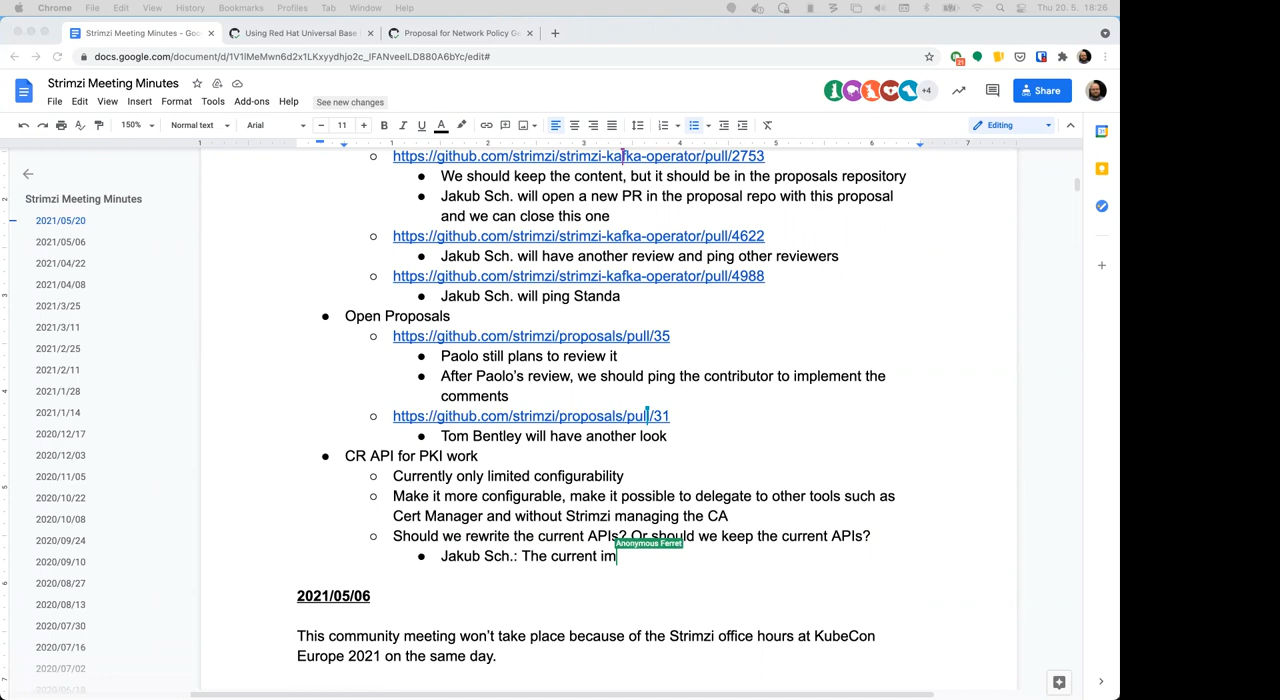 Chrome File Edit View History Bookmarks Profiles Tab Window Help Thu 20. 5. 18:26
Strimzi Meeting Minutes - Goo × Using Red Hat Universal Base × Proposal for Network Policy Ge × +
docs.google.com/document/d/1V1lMeMwn6d2x1LKxyydhjo2c_lFANveelLD880A6bYc/edit#
21
Strimzi Meeting Minutes
+4
Share
File Edit View Insert Format Tools Add-ons Help See new changes
150% Normal text Arial − 11 + B I U A Editing
1 1 2 3 4 5 6 7
https://github.com/strimzi/strimzi-kafka-operator/pull/2753
● We should keep the content, but it should be in the proposals repository
Strimzi Meeting Minutes
● Jakub Sch. will open a new PR in the proposal repo with this proposal
and we can close this one
2021/05/20
https://github.com/strimzi/strimzi-kafka-operator/pull/4622
2021/05/06
● Jakub Sch. will have another review and ping other reviewers
2021/04/22
https://github.com/strimzi/strimzi-kafka-operator/pull/4988
2021/04/08
● Jakub Sch. will ping Standa
2021/3/25
● Open Proposals
2021/3/11
https://github.com/strimzi/proposals/pull/35
2021/2/25
● Paolo still plans to review it
2021/2/11
● After Paolo's review, we should ping the contributor to implement the
comments
2021/1/28
2021/1/14
https://github.com/strimzi/proposals/pull/31
2020/12/17
● Tom Bentley will have another look
2020/12/03
● CR API for PKI work
2020/11/05
Currently only limited configurability
2020/10/22
Make it more configurable, make it possible to delegate to other tools such as
Cert Manager and without Strimzi managing the CA
2020/10/08
2020/09/24
Should we rewrite the current APIs? Or should we keep the current APIs?
Anonymous Ferret
● Jakub Sch.: The current im
2020/09/10
2020/08/27
2021/05/06
2020/08/13
2020/07/30
This community meeting won't take place because of the Strimzi office hours at KubeCon
Europe 2021 on the same day.
2020/07/16
2020/07/02
2020/06/18